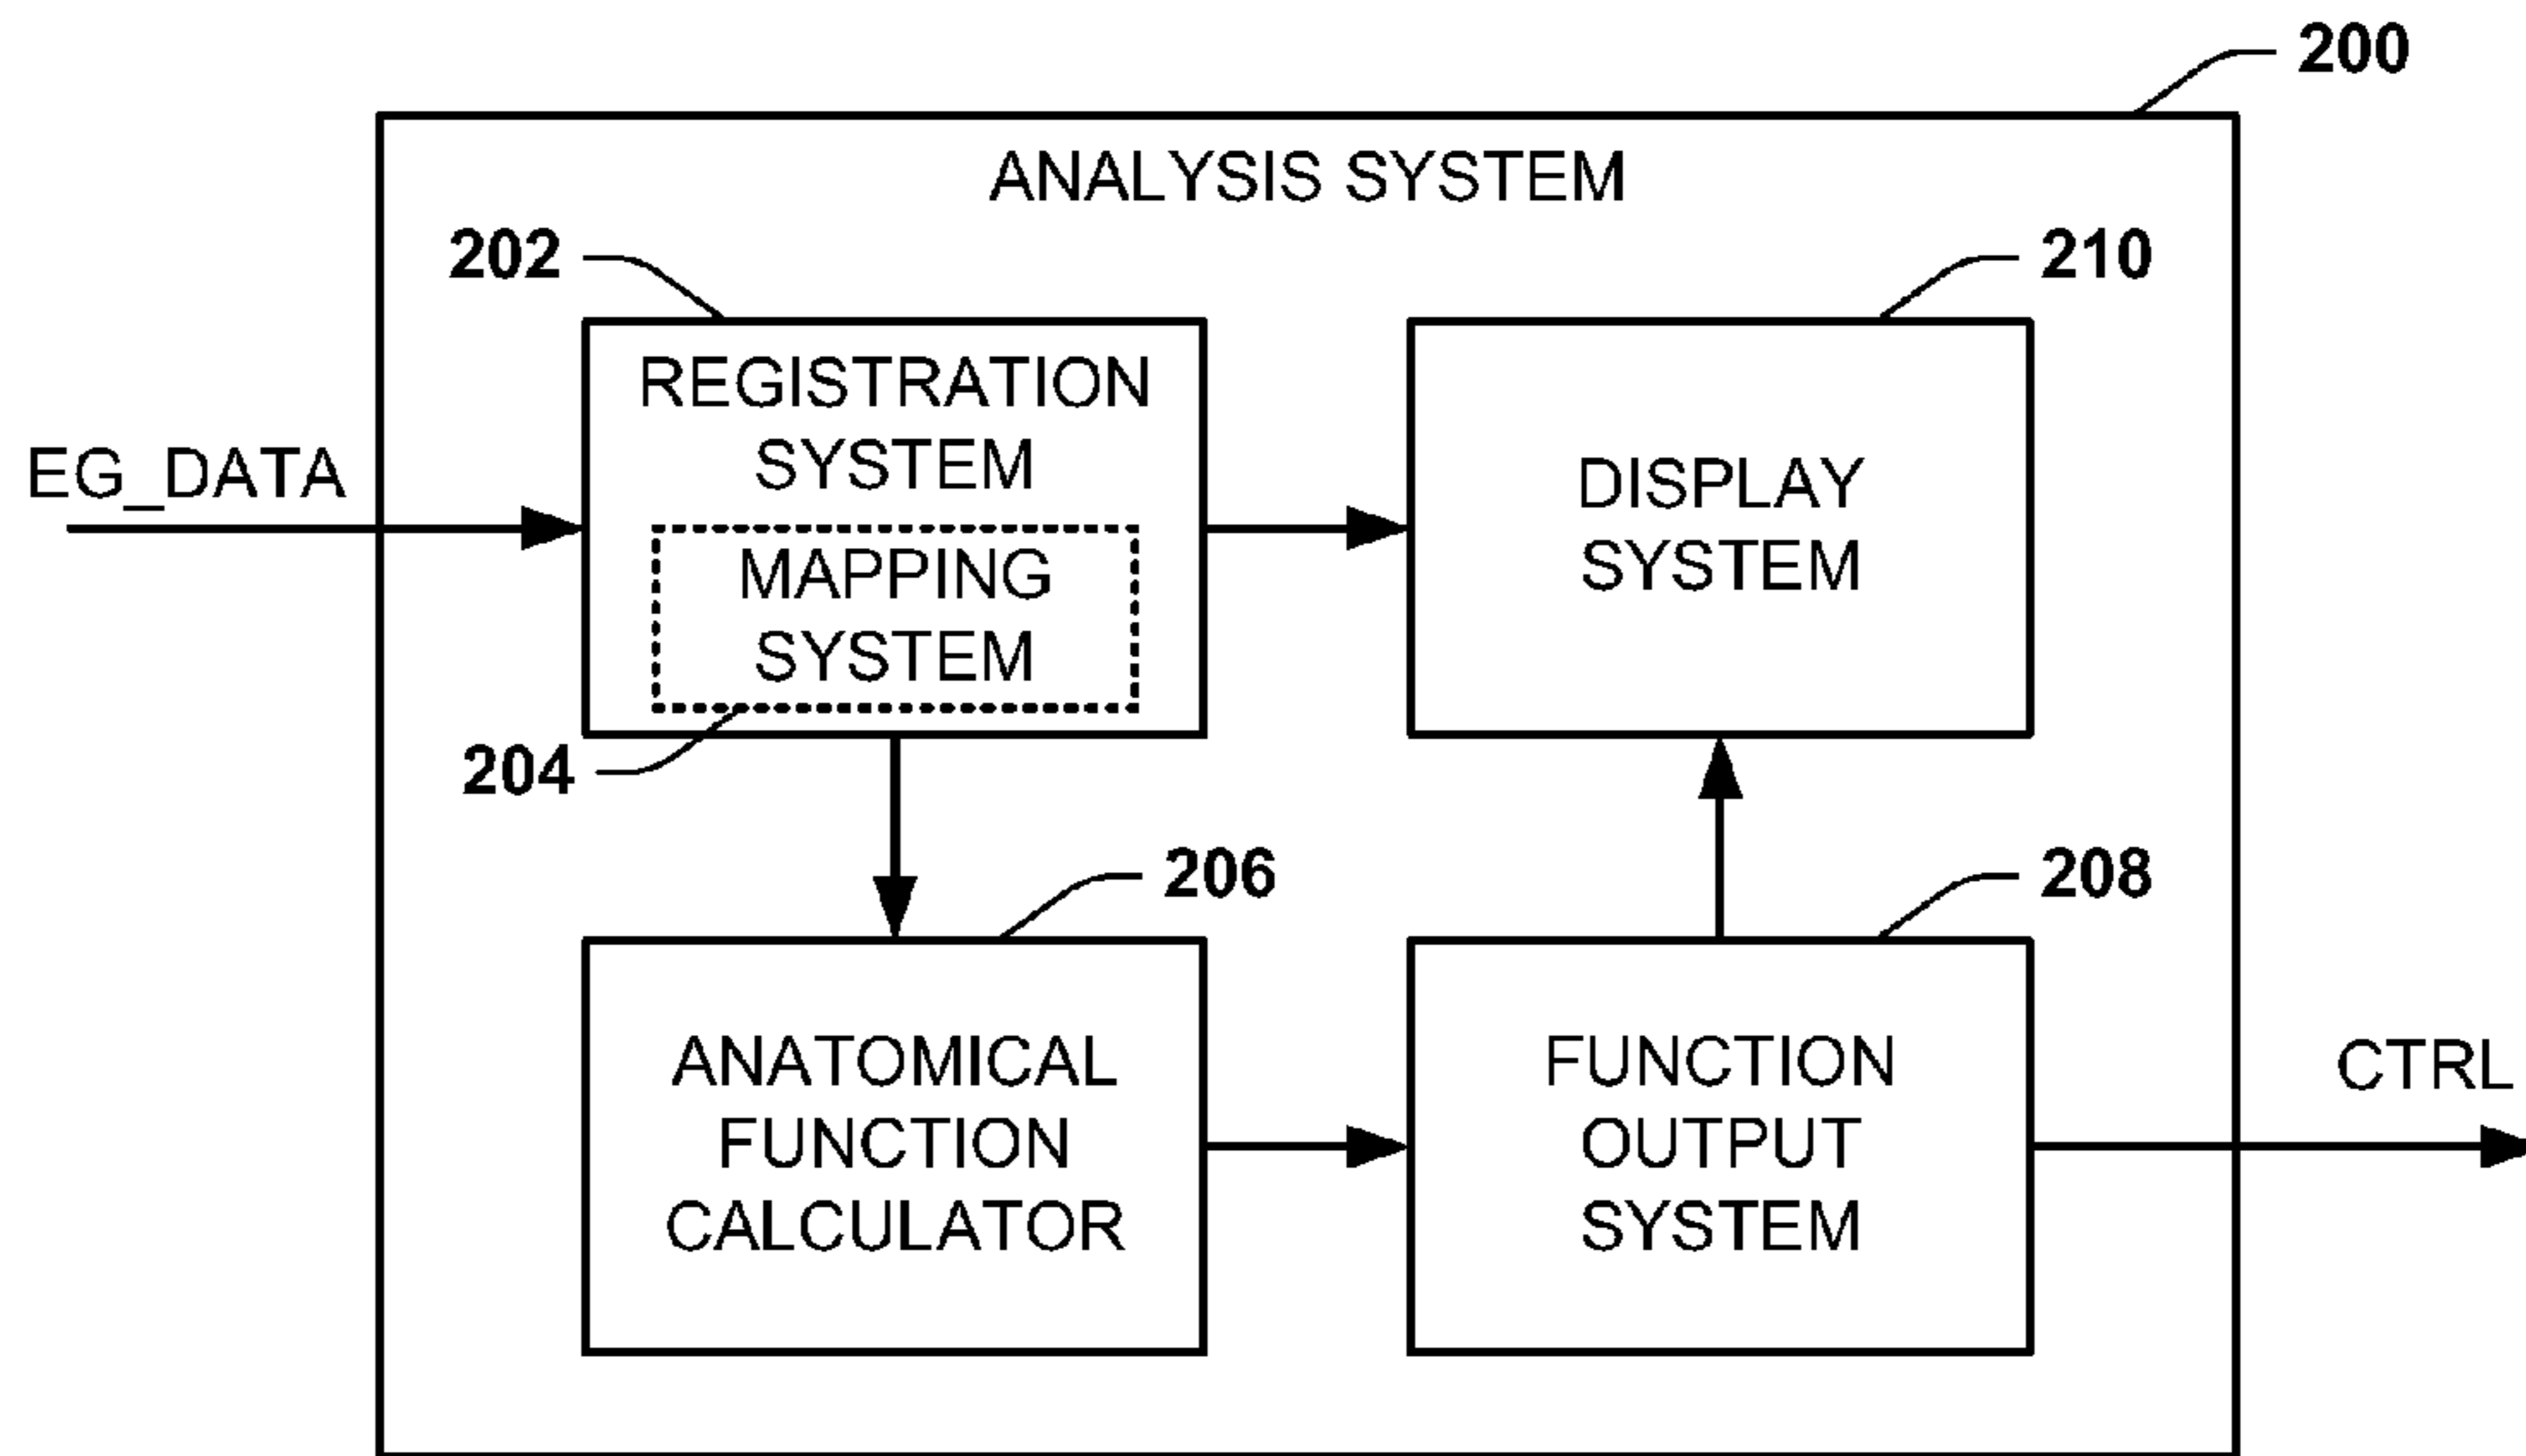 200
ANALYSIS SYSTEM
202
210
REGISTRATION
SYSTEM
EG_DATA
MAPPING
SYSTEM
DISPLAY
SYSTEM
204
206
208
ANATOMICAL
FUNCTION
CALCULATOR
FUNCTION
OUTPUT
SYSTEM
CTRL